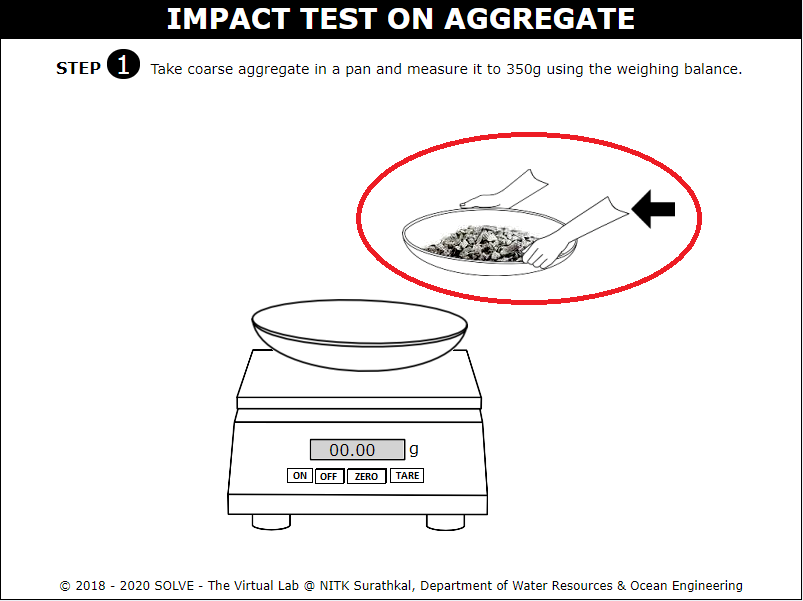 IMPACT TEST ON AGGREGATE
STEP 1 Take coarse aggregate in a pan and measure it to 350g using the weighing balance.
00.00 g
ON OFF ZERO TARE
© 2018 - 2020 SOLVE - The Virtual Lab @ NITK Surathkal, Department of Water Resources & Ocean Engineering